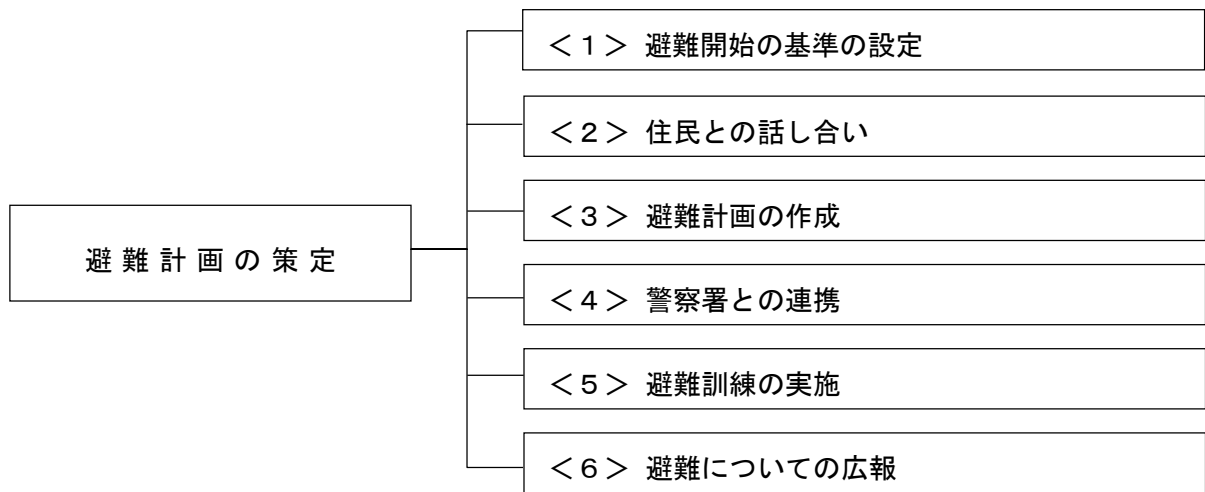 避難計画の策定
＜１＞ 避難開始の基準の設定
＜２＞ 住民との話し合い
＜３＞ 避難計画の作成
＜４＞ 警察署との連携
＜５＞ 避難訓練の実施
＜６＞ 避難についての広報